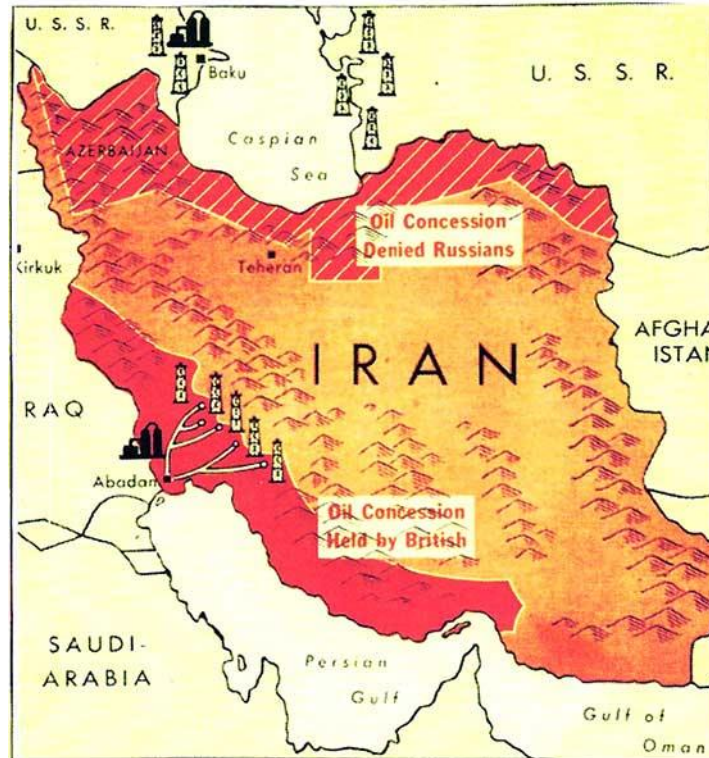 U. S. S. R.
Baku
U. S. S. R.
Caspian
Sea
AZERBAIJAN
Oil Concession
Denied Russians
Teheran
Kirkuk
IRAN
AFGHA
ISTAN
RAQ
Abadan
Oil Concession
Held by British
SAUDI-
ARABIA
Persian
Gulf
Gulf of
Oman